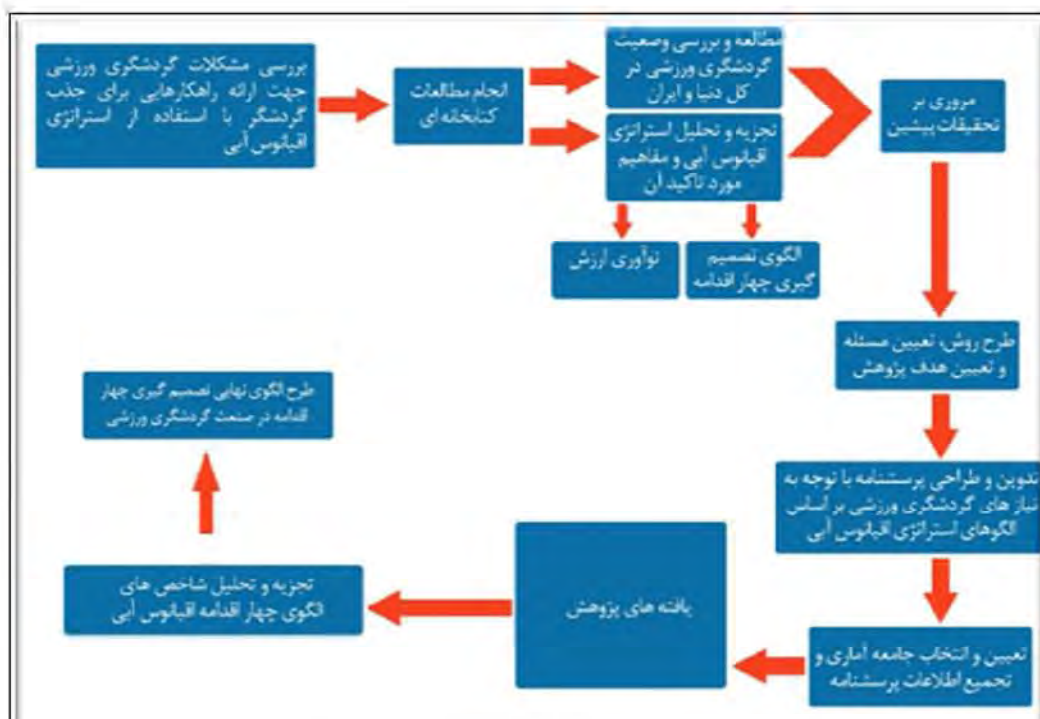 بررسی مشکلات گردشگری ورزشی
جهت ارائه راهکارهایی برای جذب
گردشگر با استفاده از استراتژی
اقیانوس آبی
انجام مطالعات
کتابخانه ای
مطالعه و بررسی وضعیت
گردشگری ورزشی در
کل دنیا و ایران
تجزیه و تحلیل استراتژی
اقیانوس آبی و مفاهیم
مورد تاکید آن
الگوی تصمیم
گیری چهار اقدامه
نوآوری ارزش
مروری بر
تحقیقات پیشین
طرح روش، تعیین مسئله
و تعیین هدف پژوهش
تدوین و طراحی پرسشنامه با توجه به
نیاز های گردشگری ورزشی بر اساس
الگوهای استراتژی اقیانوس آبی
تعیین و انتخاب جامعه آماری و
تجمیع اطلاعات پرسشنامه
یافته های پژوهش
تجزیه و تحلیل شاخص های
الگوی چهار اقدامه اقیانوس آبی
طرح الگوی نهایی تصمیم گیری چهار
اقدامه در صنعت گردشگری ورزشی